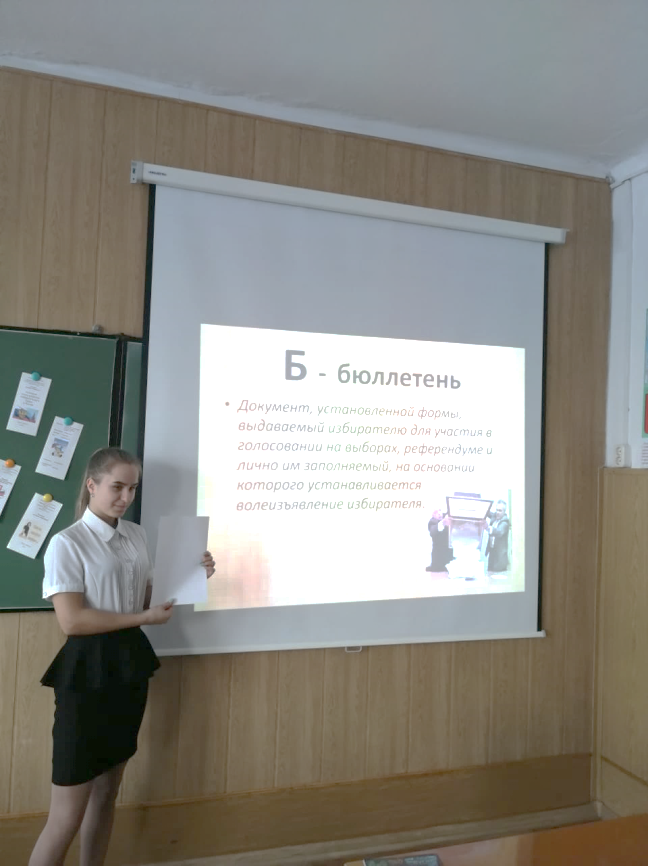 Б - бюллетень
• Документ, установленной формы,
выдаваемый избирателю для участия в
голосовании на выборах, референдуме и
лично им заполняемый, на основании
которого устанавливается
волеизъявление избирателя.